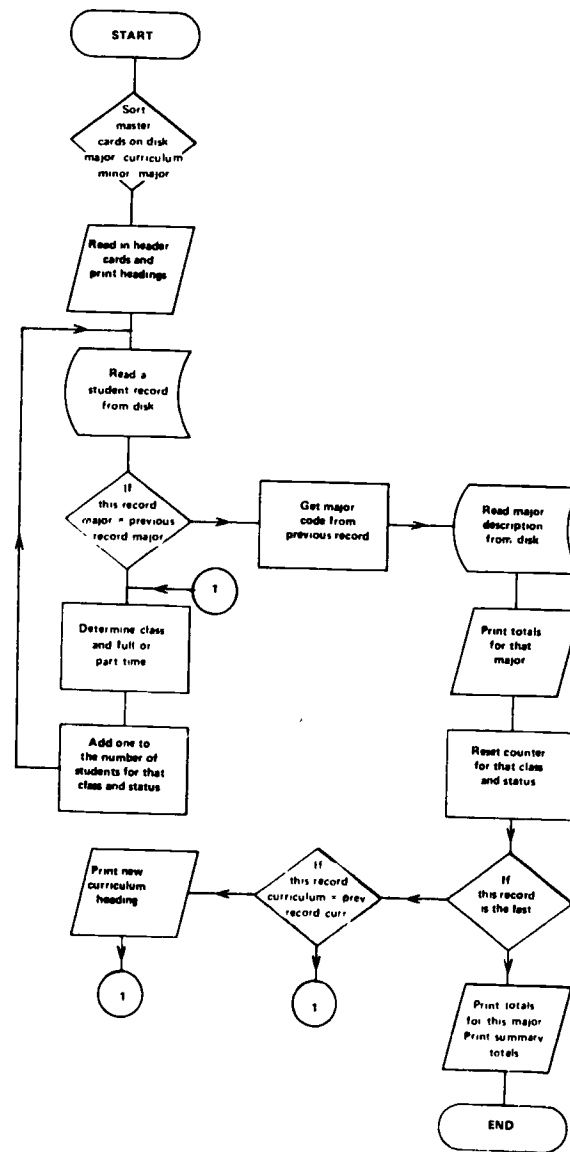 START
Sort
master
cards on disk
major curriculum
minor major
Read in header
cards and
print headings
Read a
student record
from disk
If
this record
major = previous
record major
Get major
code from
previous record
Read major
description
from disk
1
Determine class
and full or
part time
Print totals
for that
major
Add one to
the number of
students for that
class and status
Reset counter
for that class
and status
Print new
curriculum
heading
If
this record
curriculum = prev
record curr
If
this record
is the last
1
1
Print totals
for this major
Print summary
totals
END